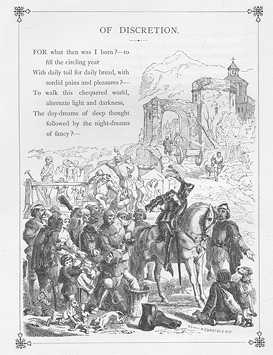 OF DISCRETION.
FOR what then was I born?—to
fill the circling year
With daily toil for daily bread, with
sordid pains and pleasures?—
To walk this chequered world,
alternate light and darkness,
The day-dreams of deep thought
followed by the night-dreams
of fancy?—